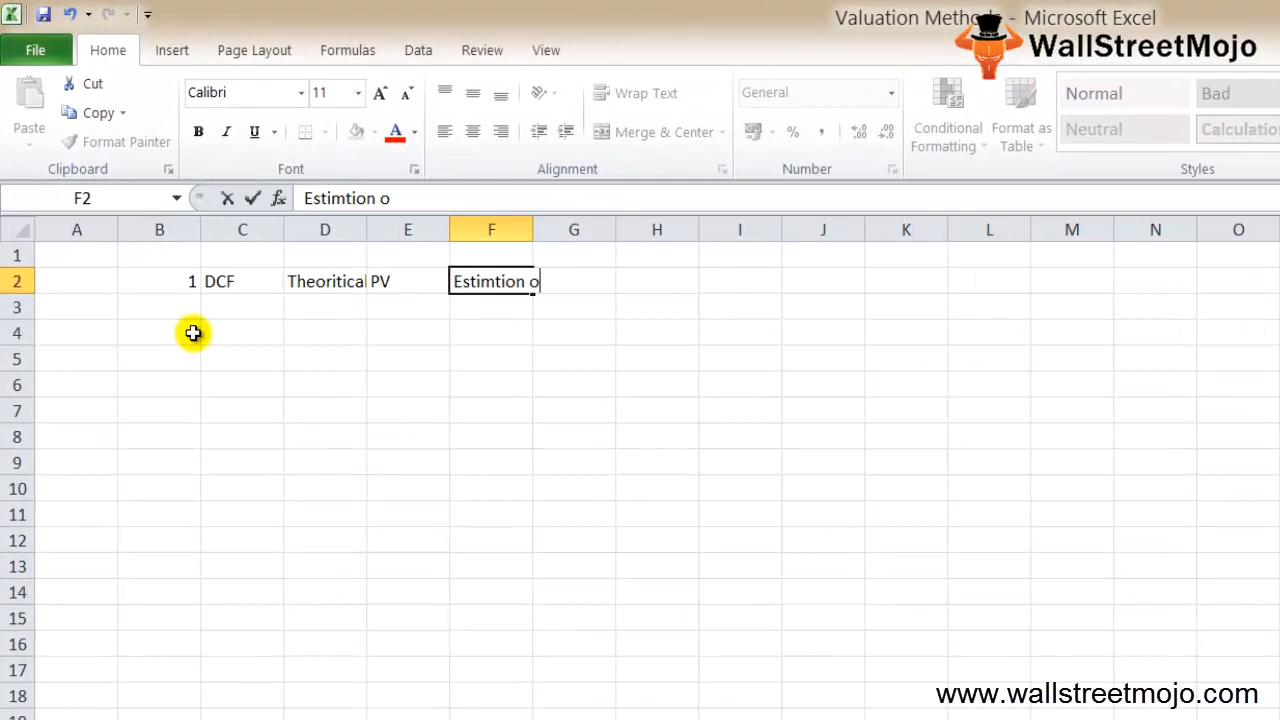 Valuation Methods - Microsoft Excel
WallStreetMojo
File Home Insert Page Layout Formulas Data Review View
Cut
Copy
Format Painter
Paste
Clipboard
Calibri 11
A A
B I U A
Font
Wrap Text
Merge & Center
Alignment
General
% ,
Number
Conditional Formatting
Format as Table
Normal Bad
Neutral Calculation
Styles
F2 fx Estimtion o
A B C D E F G H I J K L M N O
1
2 1 DCF Theoritical PV Estimtion o
3
4
5
6
7
8
9
10
11
12
13
14
15
16
17
18
www.wallstreetmojo.com